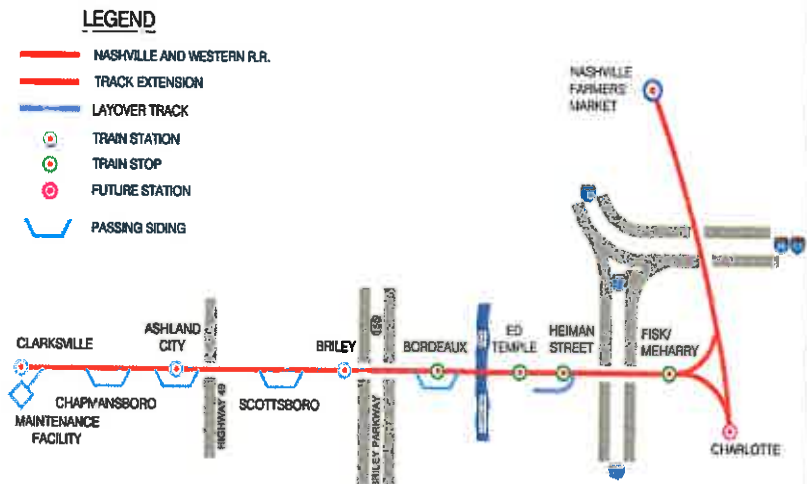 LEGEND
NASHVILLE AND WESTERN R.R.
TRACK EXTENSION
LAYOVER TRACK
TRAIN STATION
TRAIN STOP
FUTURE STATION
PASSING SIDING
NASHVILLE
FARMERS'
MARKET
CLARKSVILLE
ASHLAND
CITY
BRILEY
BORDEAUX
ED
TEMPLE
HEIMAN
STREET
FISK/
MEHARRY
CHAPMANSBORO
SCOTTSBORO
MAINTENANCE
FACILITY
HIGHWAY 49
BRILEY PARKWAY
155
CHARLOTTE